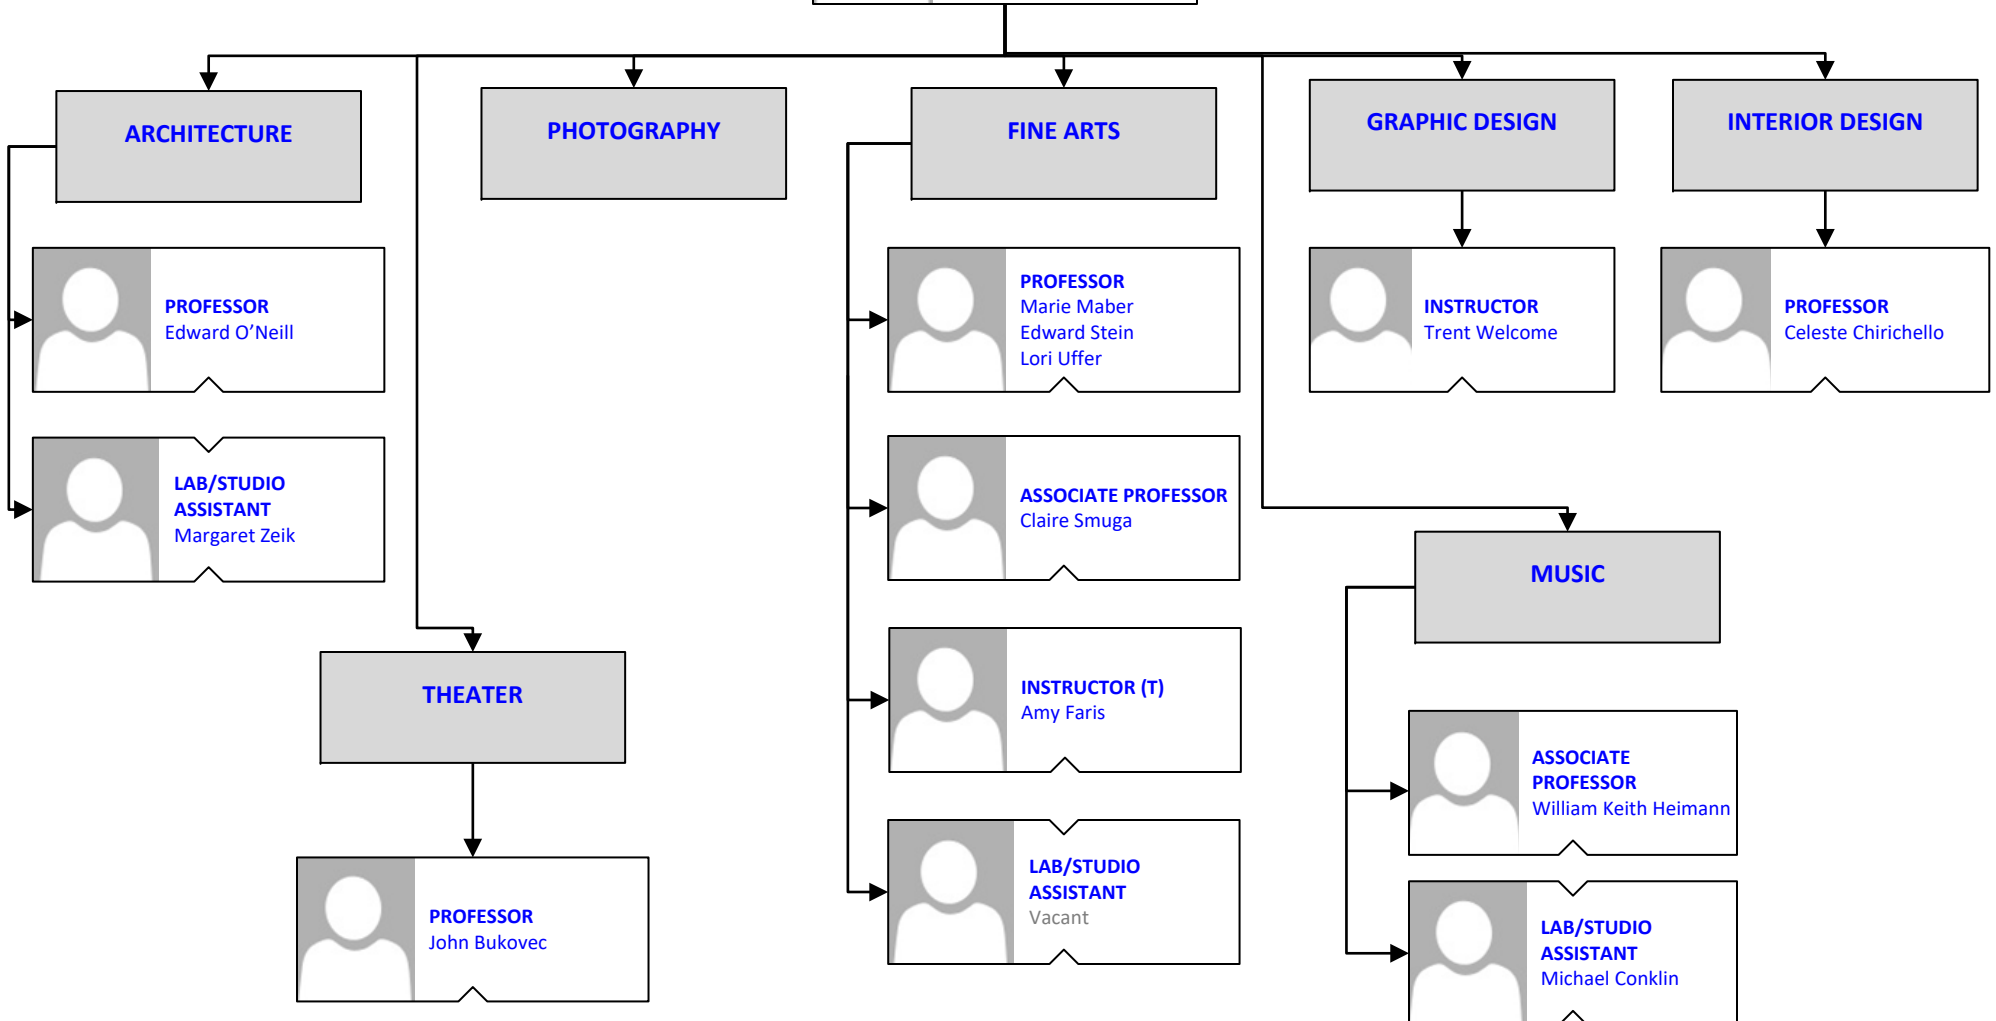 ARCHITECTURE
PHOTOGRAPHY
FINE ARTS
GRAPHIC DESIGN
INTERIOR DESIGN
PROFESSOR
Edward O’Neill
PROFESSOR
Marie Maber
Edward Stein
Lori Uffer
INSTRUCTOR
Trent Welcome
PROFESSOR
Celeste Chirichello
LAB/STUDIO
ASSISTANT
Margaret Zeik
ASSOCIATE PROFESSOR
Claire Smuga
MUSIC
THEATER
INSTRUCTOR (T)
Amy Faris
ASSOCIATE
PROFESSOR
William Keith Heimann
PROFESSOR
John Bukovec
LAB/STUDIO
ASSISTANT
Vacant
LAB/STUDIO
ASSISTANT
Michael Conklin